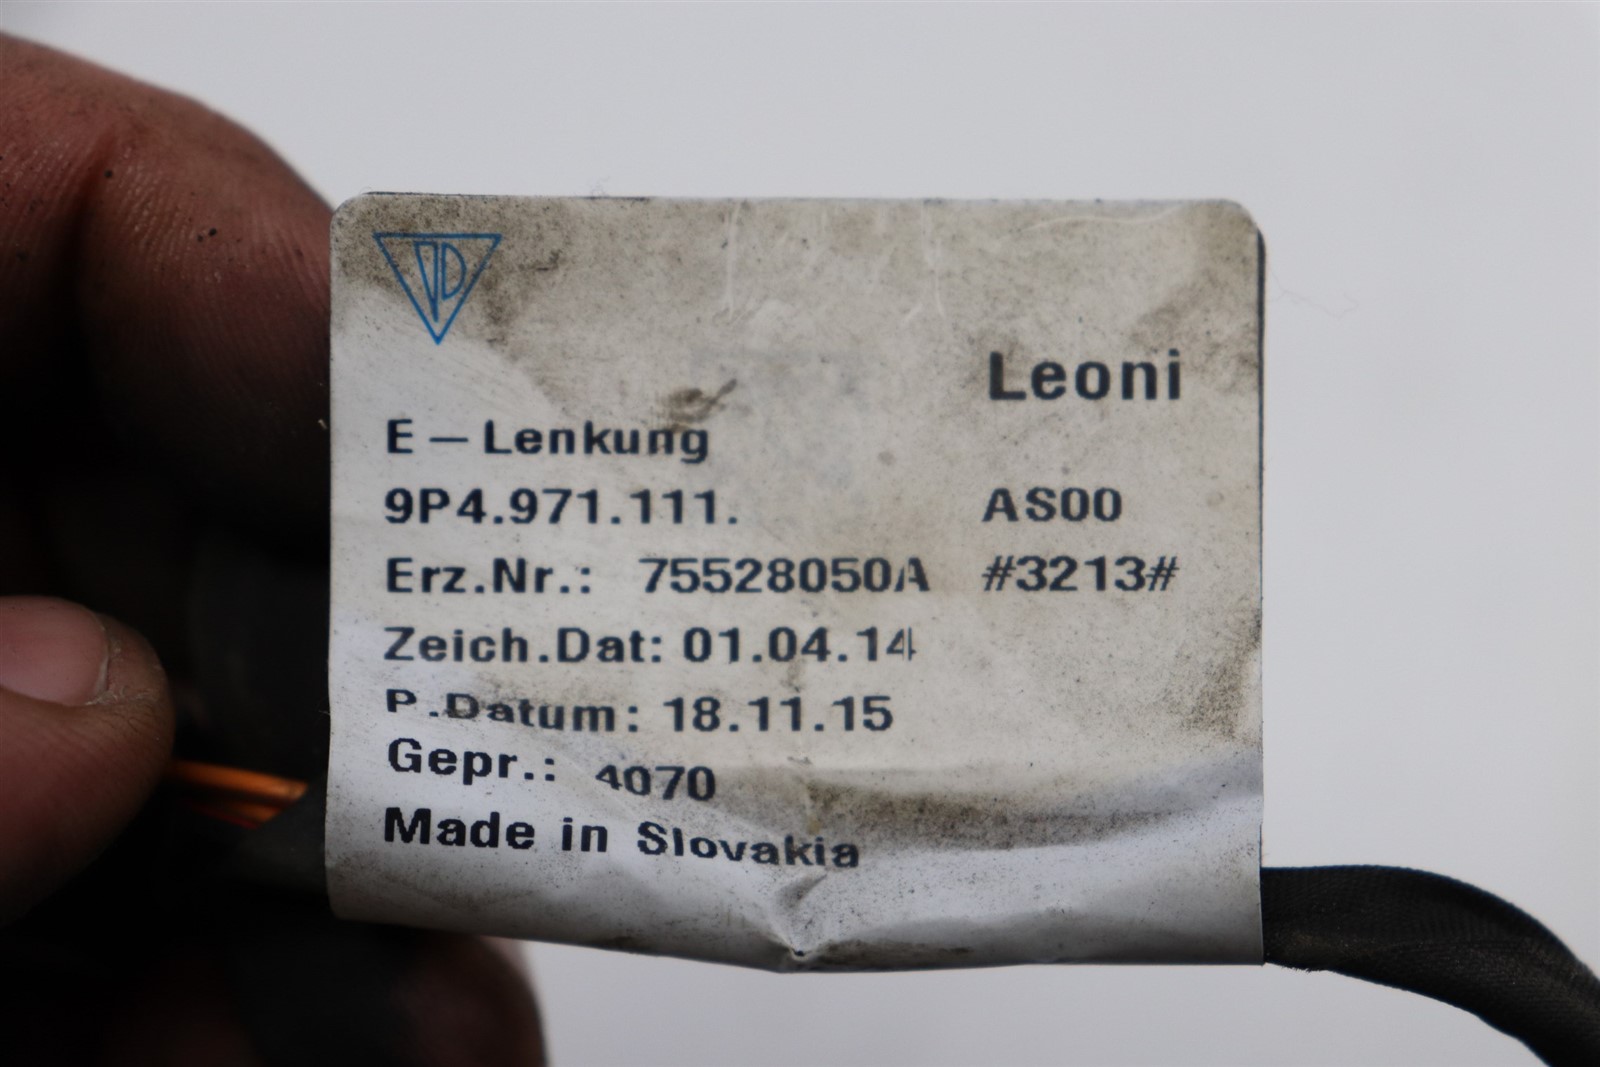 Leoni
E – Lenkung
9P4.971.111. AS00
Erz.Nr.: 75528050A #3213#
Zeich.Dat: 01.04.14
P.Datum: 18.11.15
Gepr.: 4070
Made in Slovakia